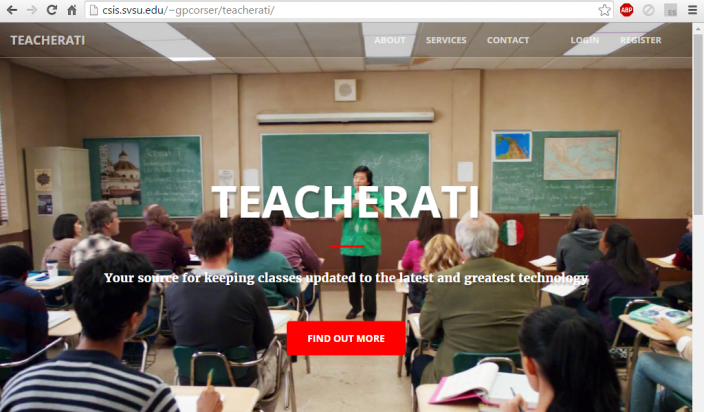 csis.svsu.edu/~gpcorser/teacherati/
ABP
TEACHERATI
ABOUT SERVICES CONTACT LOGIN REGISTER
TEACHERATI
Your source for keeping classes updated to the latest and greatest technology
FIND OUT MORE